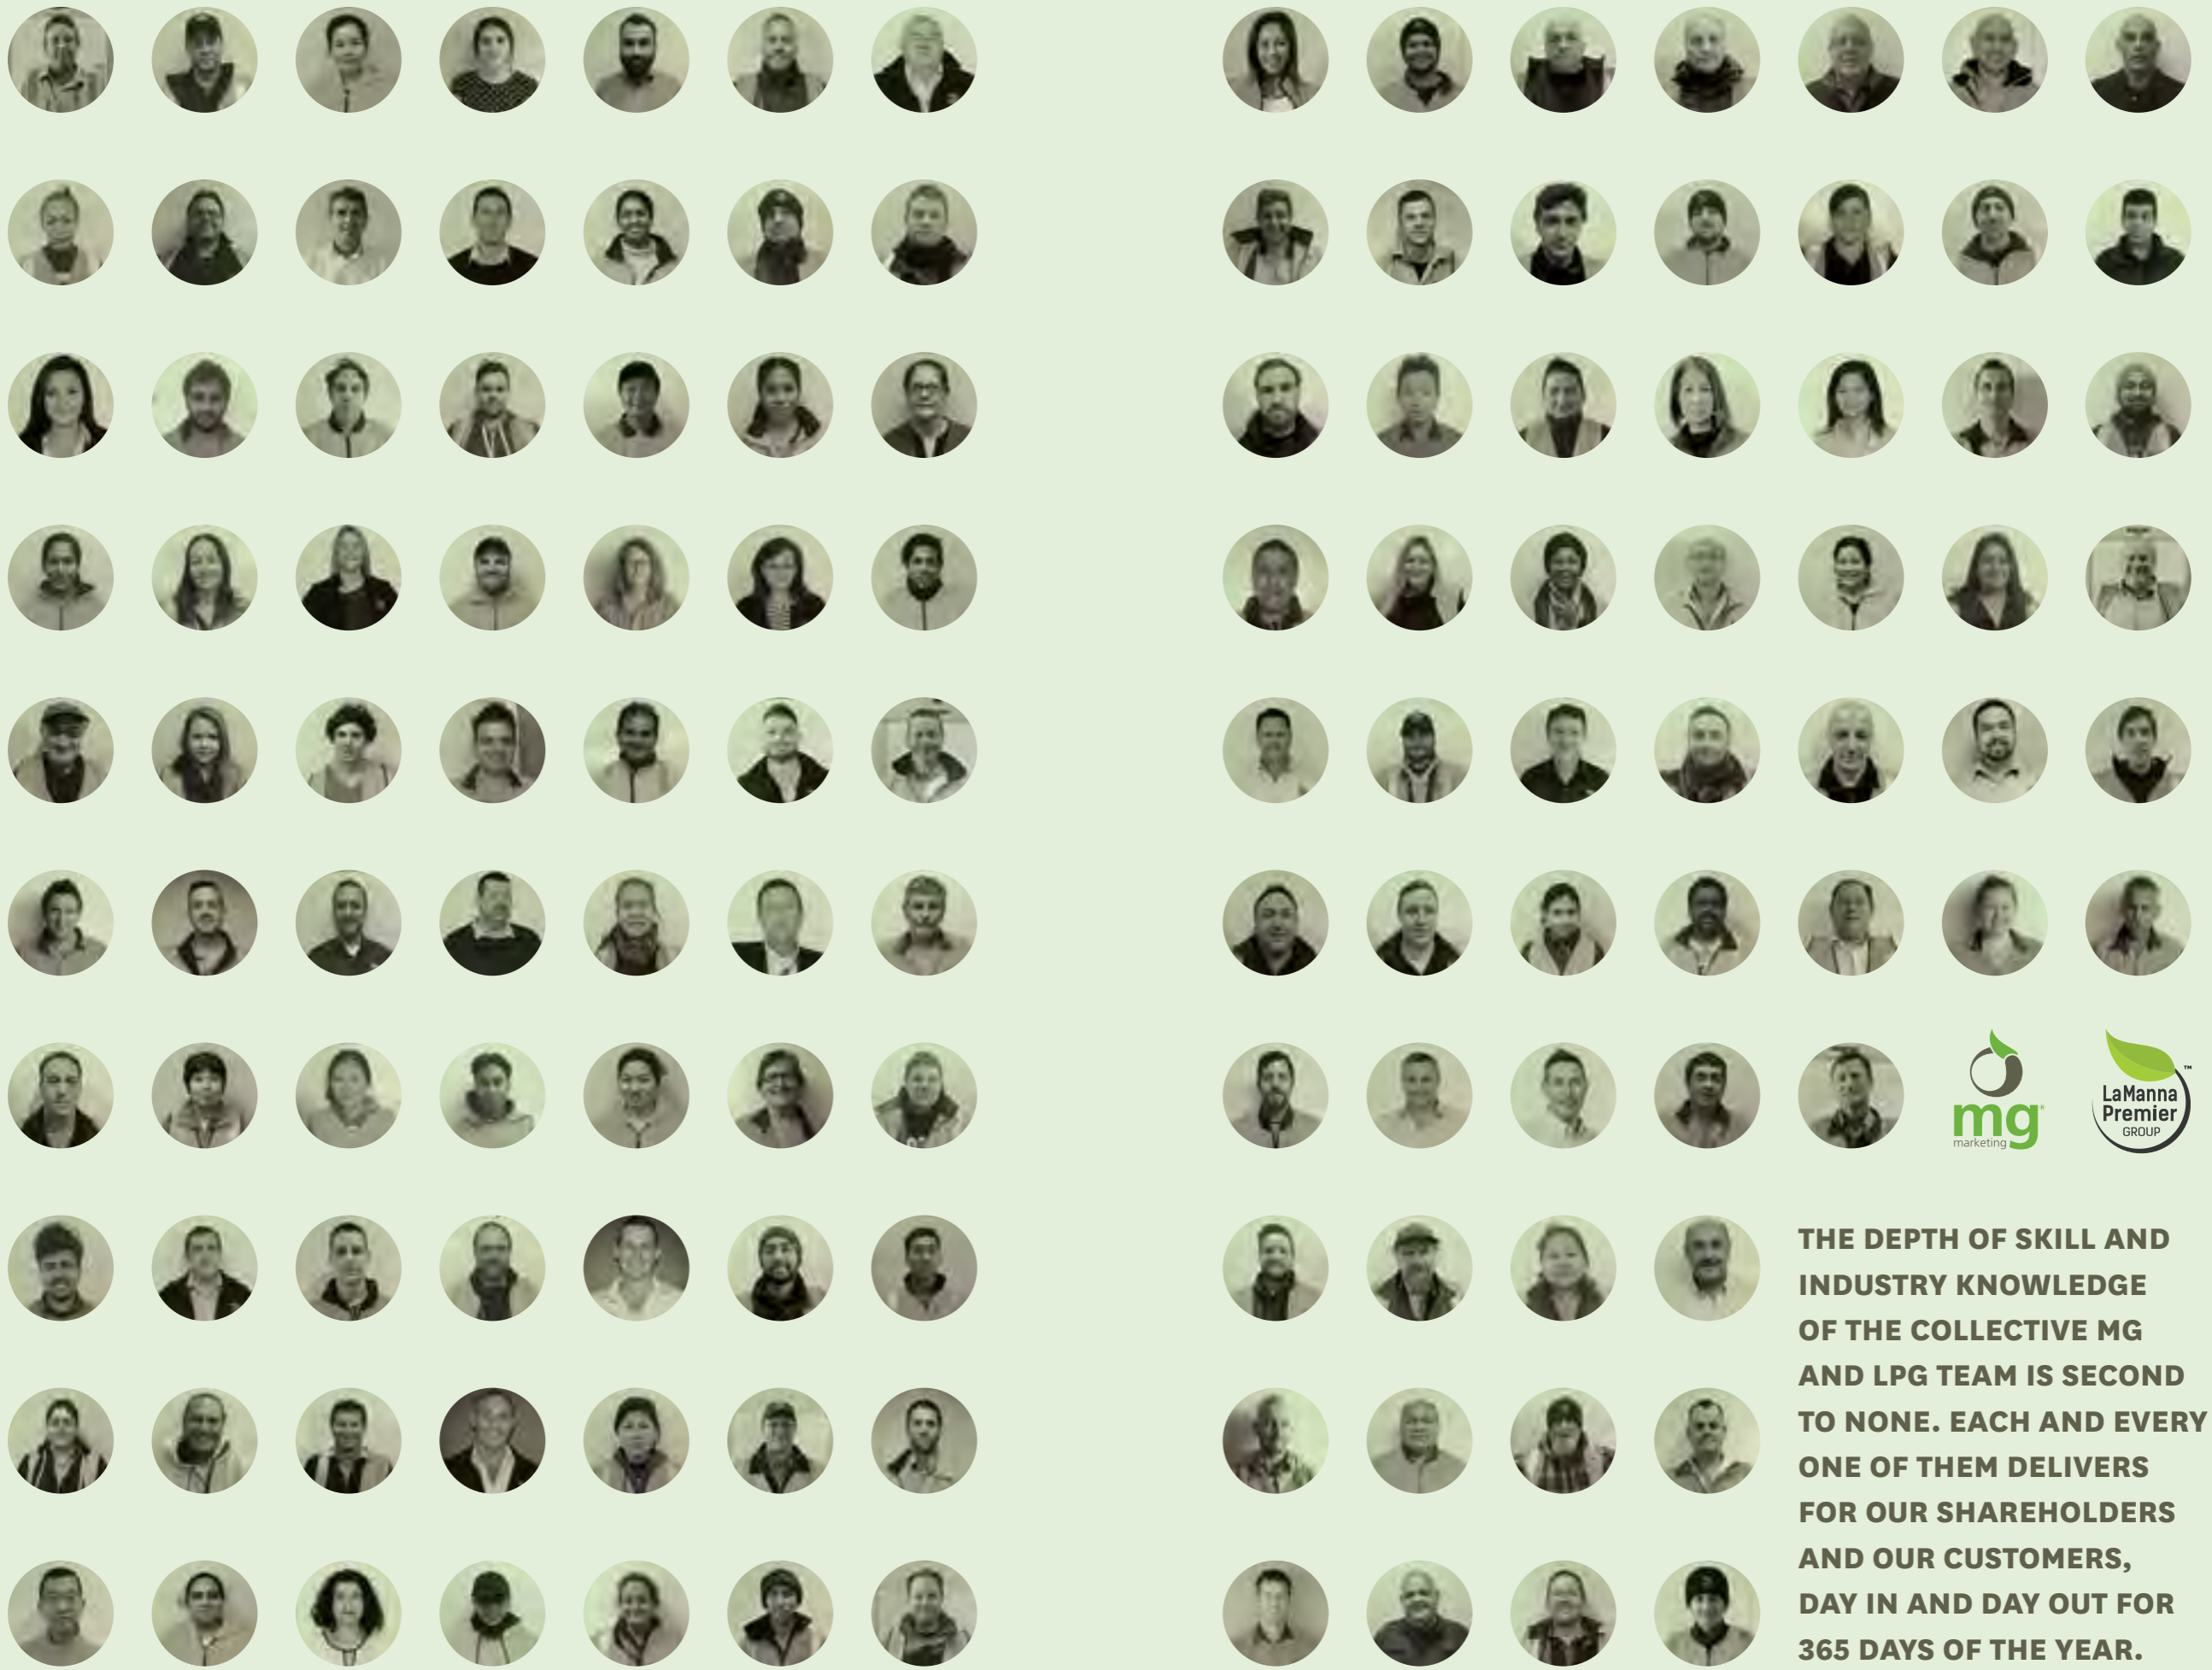 mg®
marketing
LaManna™
Premier
GROUP
THE DEPTH OF SKILL AND
INDUSTRY KNOWLEDGE
OF THE COLLECTIVE MG
AND LPG TEAM IS SECOND
TO NONE. EACH AND EVERY
ONE OF THEM DELIVERS
FOR OUR SHAREHOLDERS
AND OUR CUSTOMERS,
DAY IN AND DAY OUT FOR
365 DAYS OF THE YEAR.